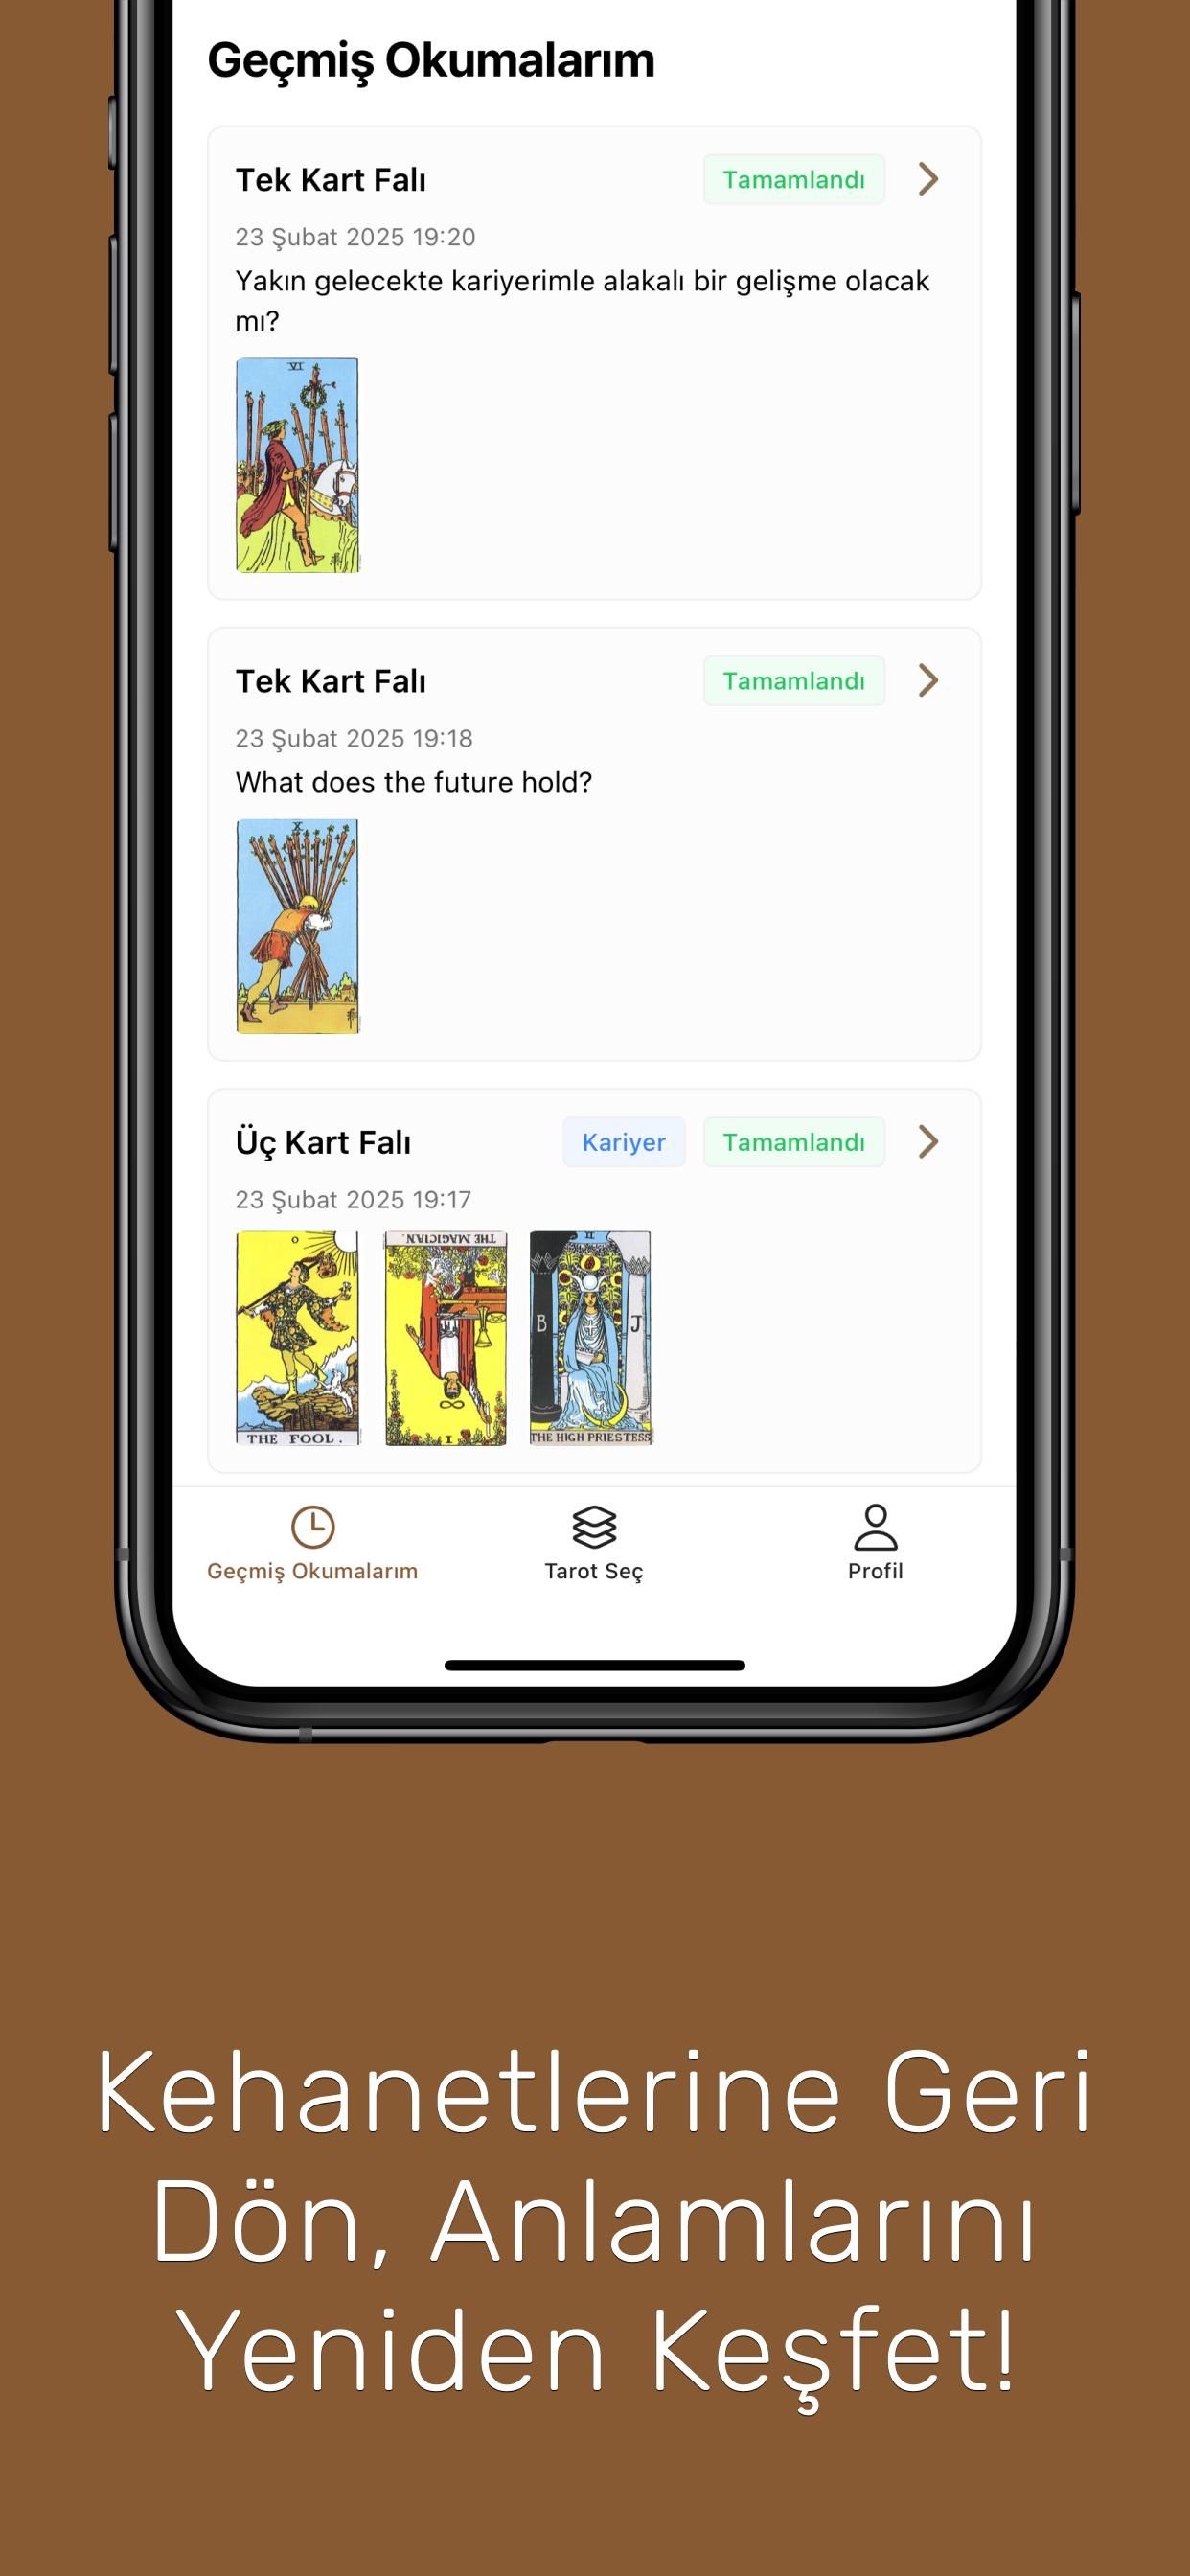 Geçmiş Okumalarım
Tek Kart Falı
Tamamlandı
23 Şubat 2025 19:20
Yakın gelecekte kariyerimle alakalı bir gelişme olacak
mı?
VI
Tek Kart Falı
Tamamlandı
23 Şubat 2025 19:18
What does the future hold?
X
Üç Kart Falı
Kariyer
Tamamlandı
23 Şubat 2025 19:17
0
THE FOOL.
THE MAGICIAN.
I
II
B
J
THE HIGH PRIESTESS
Geçmiş Okumalarım
Tarot Seç
Profil
Kehanetlerine Geri
Dön, Anlamlarını
Yeniden Keşfet!